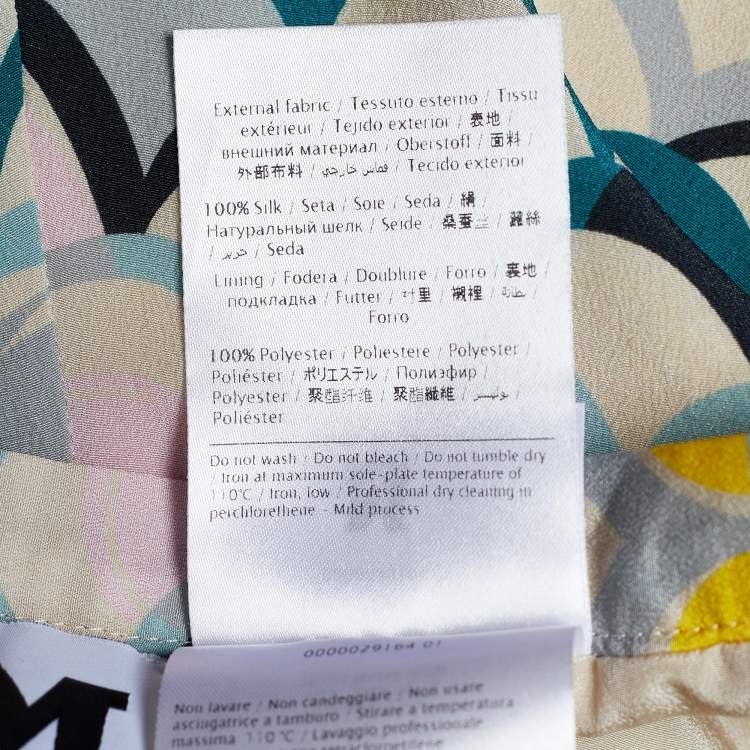 External fabric / Tessuto esterno / Tissu
extérieur / Tejido exterior / 表地 /
внешний материал / Oberstoff / 面料 /
外部布料 / قماس خارجي / Tecido exterior
100% Silk / Seta / Soie / Seda / 絹 /
Натуральный шелк / Seide / 桑蚕丝 / 蠶絲
/ حرير / Seda
Lining / Fodera / Doublure / Forro / 裏地 /
подкладка / Futter / 衬里 / 襯裡 / بطانة /
Forro
100% Polyester / Poliestere / Polyester /
Poliéster / ポリエステル / Полиэфир /
Polyester / 聚酯纤维 / 聚酯纖維 / بوليستر /
Poliéster
Do not wash / Do not bleach / Do not tumble dry
/ Iron at maximum sole-plate temperature of
110°C / Iron, low / Professional dry cleaning in
perchlorethene - Mild process
0000029164 01
Non lavare / Non candeggiare / Non usare
asciugatrice a tamburo / Stirare a temperatura
massima 110°C / Lavaggio professionale
M